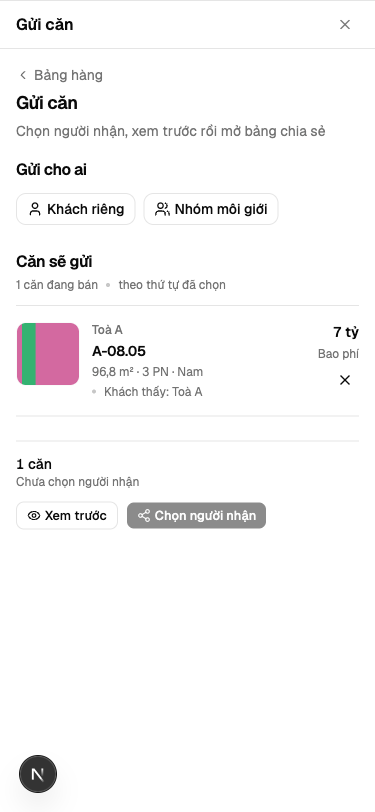 Gửi căn
Bảng hàng
Gửi căn
Chọn người nhận, xem trước rồi mở bảng chia sẻ
Gửi cho ai
Khách riêng
Nhóm môi giới
Căn sẽ gửi
1 căn đang bán • theo thứ tự đã chọn
Toà A
7 tỷ
A-08.05
Bao phí
96,8 m² · 3 PN · Nam
• Khách thấy: Toà A
1 căn
Chưa chọn người nhận
Xem trước
Chọn người nhận
N